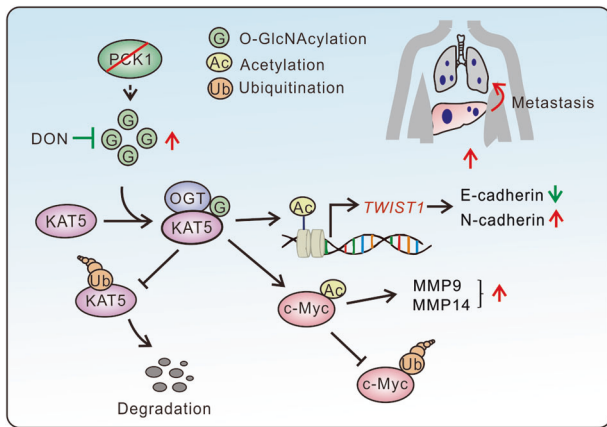 PCK1
G O-GlcNAcylation
Ac Acetylation
Ub Ubiquitination
Metastasis
DON
G
G
G
G
KAT5
OGT
G
KAT5
Ac
TWIST1
E-cadherin
N-cadherin
Ub
KAT5
Ac
c-Myc
MMP9
MMP14
Ub
c-Myc
Degradation